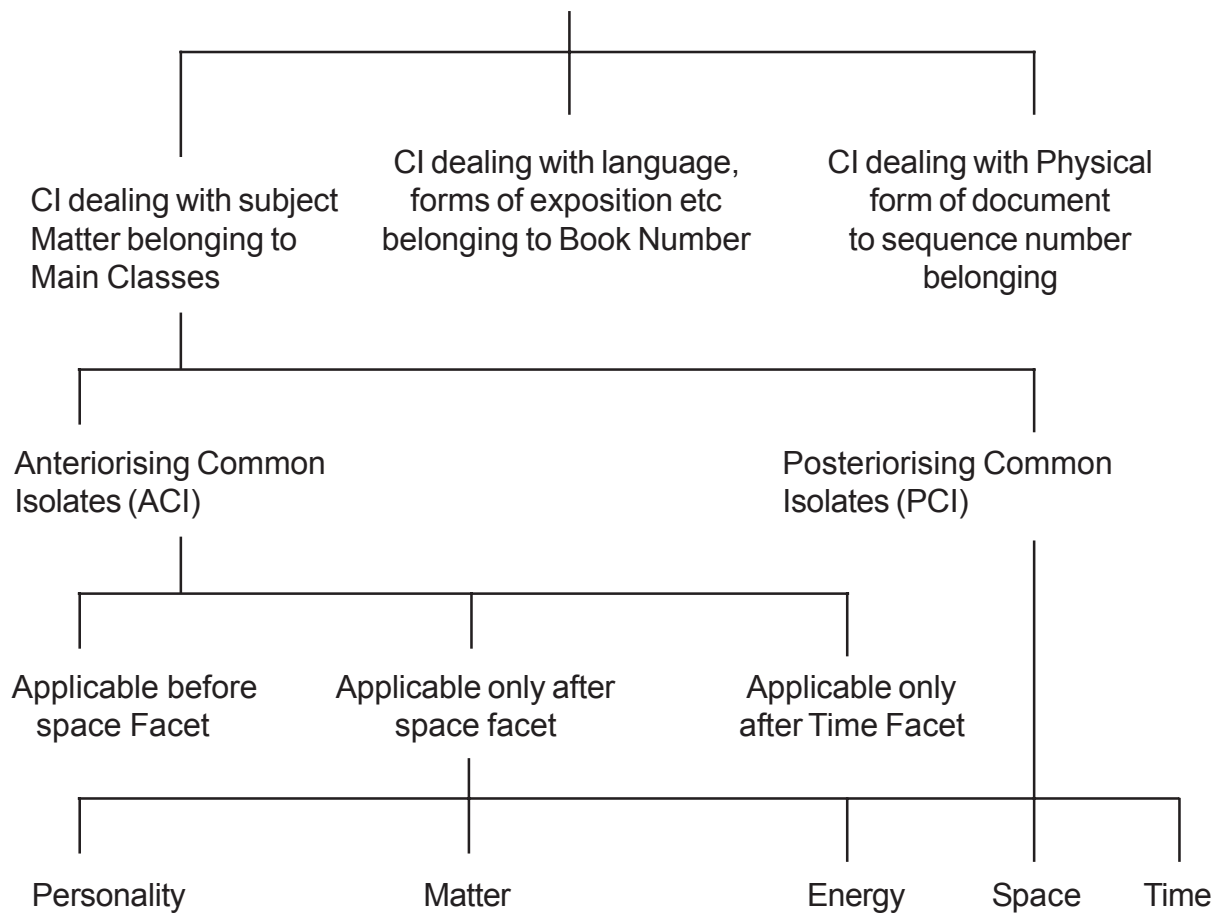 CI dealing with subject
Matter belonging to
Main Classes
CI dealing with language,
forms of exposition etc
belonging to Book Number
CI dealing with Physical
form of document
to sequence number
belonging
Anteriorising Common
Isolates (ACI)
Posteriorising Common
Isolates (PCI)
Applicable before
space Facet
Applicable only after
space facet
Applicable only
after Time Facet
Personality
Matter
Energy
Space
Time